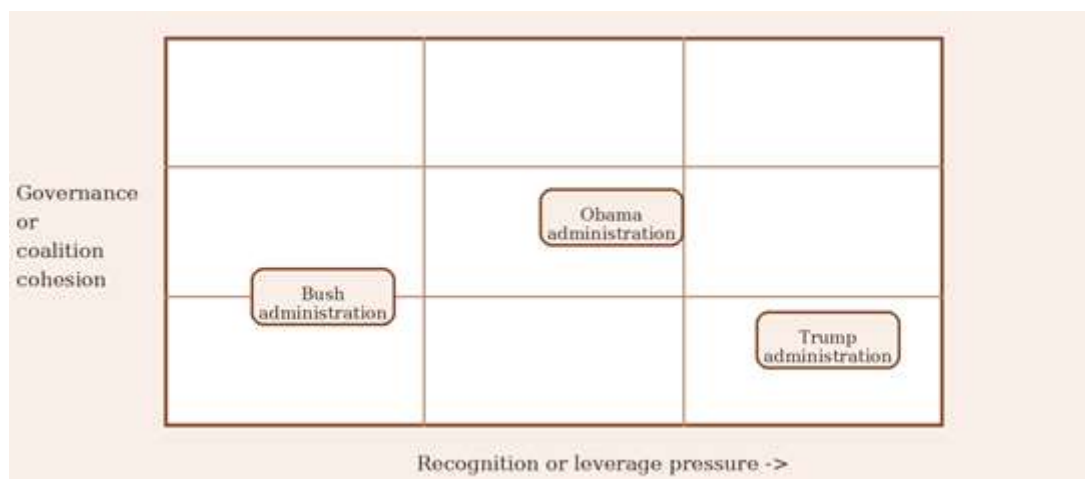 Governance
or
coalition
cohesion
Obama
administration
Bush
administration
Trump
administration
Recognition or leverage pressure ->